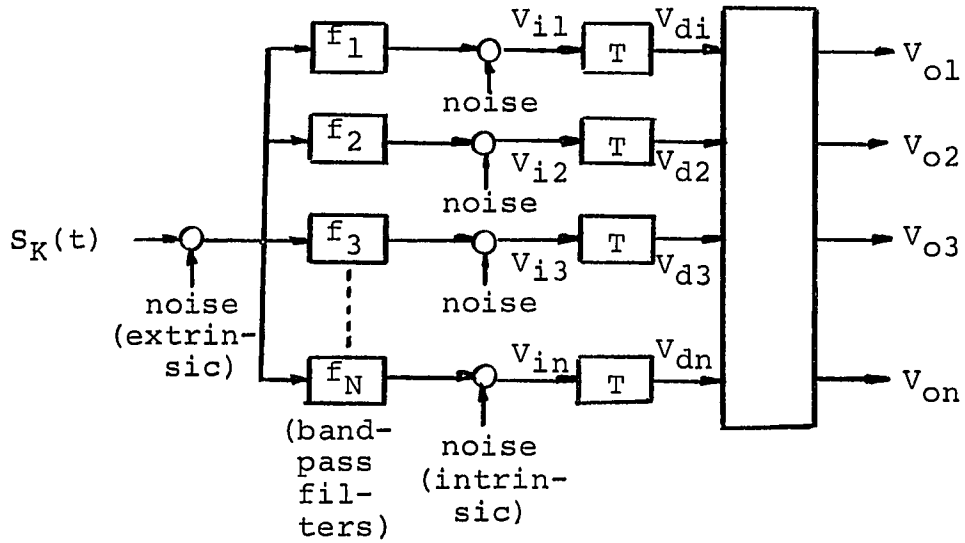 f1
Vi1
T
Vdi
Vo1
noise
f2
Vi2
T
Vd2
Vo2
noise
SK(t)
f3
Vi3
T
Vd3
Vo3
noise
(extrin-
sic)
noise
fN
Vin
T
Vdn
Von
(band-
pass
fil-
ters)
noise
(intrin-
sic)